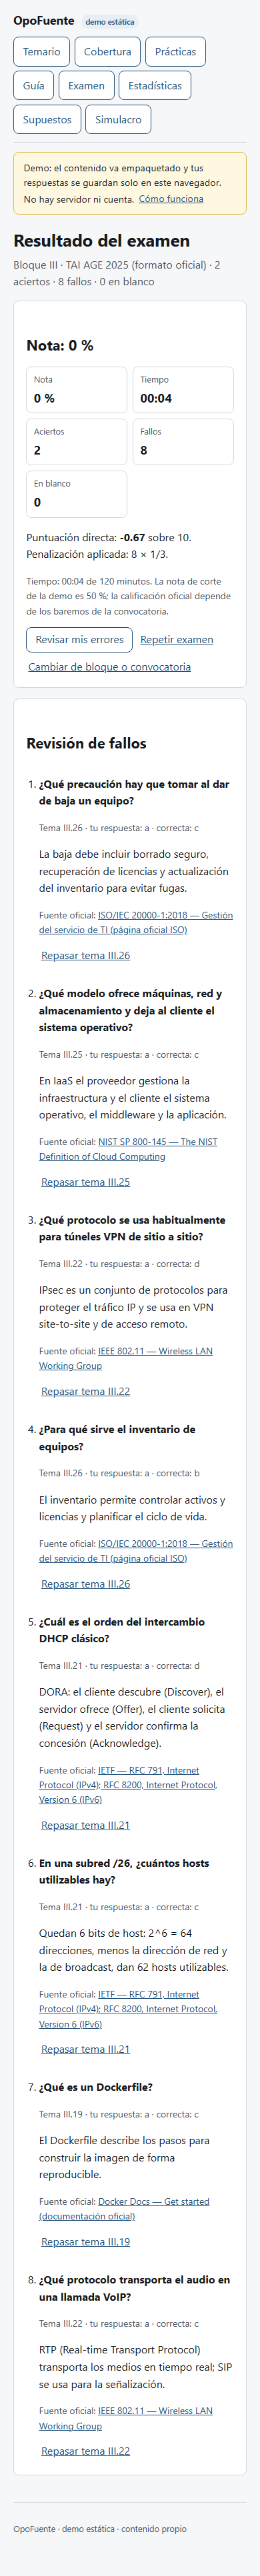 OpoFuente demo estática
Temario Cobertura Prácticas
Guía Examen Estadísticas
Supuestos Simulacro
Demo: el contenido va empaquetado y tus
respuestas se guardan solo en este navegador.
No hay servidor ni cuenta. Cómo funciona
Resultado del examen
Bloque III · TAI AGE 2025 (formato oficial) · 2
aciertos · 8 fallos · 0 en blanco
Nota: 0 %
Nota Tiempo
0 % 00:04
Aciertos Fallos
2 8
En blanco
0
Puntuación directa: -0.67 sobre 10.
Penalización aplicada: 8 × 1/3.
Tiempo: 00:04 de 120 minutos. La nota de corte
de la demo es 50 %; la calificación oficial depende
de los baremos de la convocatoria.
Revisar mis errores Repetir examen
Cambiar de bloque o convocatoria
Revisión de fallos
1. ¿Qué precaución hay que tomar al dar
de baja un equipo?
Tema III.26 · tu respuesta: a · correcta: c
La baja debe incluir borrado seguro,
recuperación de licencias y actualización
del inventario para evitar fugas.
Fuente oficial: ISO/IEC 20000-1:2018 — Gestión
del servicio de TI (página oficial ISO)
Repasar tema III.26
2. ¿Qué modelo ofrece máquinas, red y
almacenamiento y deja al cliente el
sistema operativo?
Tema III.25 · tu respuesta: a · correcta: c
En IaaS el proveedor gestiona la
infraestructura y el cliente el sistema
operativo, el middleware y la aplicación.
Fuente oficial: NIST SP 800-145 — The NIST
Definition of Cloud Computing
Repasar tema III.25
3. ¿Qué protocolo se usa habitualmente
para túneles VPN de sitio a sitio?
Tema III.22 · tu respuesta: a · correcta: d
IPsec es un conjunto de protocolos para
proteger el tráfico IP y se usa en VPN
site-to-site y de acceso remoto.
Fuente oficial: IEEE 802.11 — Wireless LAN
Working Group
Repasar tema III.22
4. ¿Para qué sirve el inventario de
equipos?
Tema III.26 · tu respuesta: a · correcta: b
El inventario permite controlar activos y
licencias y planificar el ciclo de vida.
Fuente oficial: ISO/IEC 20000-1:2018 — Gestión
del servicio de TI (página oficial ISO)
Repasar tema III.26
5. ¿Cuál es el orden del intercambio
DHCP clásico?
Tema III.21 · tu respuesta: a · correcta: d
DORA: el cliente descubre (Discover), el
servidor ofrece (Offer), el cliente solicita
(Request) y el servidor confirma la
concesión (Acknowledge).
Fuente oficial: IETF — RFC 791, Internet
Protocol (IPv4); RFC 8200, Internet Protocol,
Version 6 (IPv6)
Repasar tema III.21
6. En una subred /26, ¿cuántos hosts
utilizables hay?
Tema III.21 · tu respuesta: a · correcta: c
Quedan 6 bits de host: 2^6 = 64
direcciones, menos la dirección de red y
la de broadcast, dan 62 hosts utilizables.
Fuente oficial: IETF — RFC 791, Internet
Protocol (IPv4); RFC 8200, Internet Protocol,
Version 6 (IPv6)
Repasar tema III.21
7. ¿Qué es un Dockerfile?
Tema III.19 · tu respuesta: a · correcta: c
El Dockerfile describe los pasos para
construir la imagen de forma
reproducible.
Fuente oficial: Docker Docs — Get started
(documentación oficial)
Repasar tema III.19
8. ¿Qué protocolo transporta el audio en
una llamada VoIP?
Tema III.22 · tu respuesta: a · correcta: c
RTP (Real-time Transport Protocol)
transporta los medios en tiempo real; SIP
se usa para la señalización.
Fuente oficial: IEEE 802.11 — Wireless LAN
Working Group
Repasar tema III.22
OpoFuente · demo estática · contenido propio